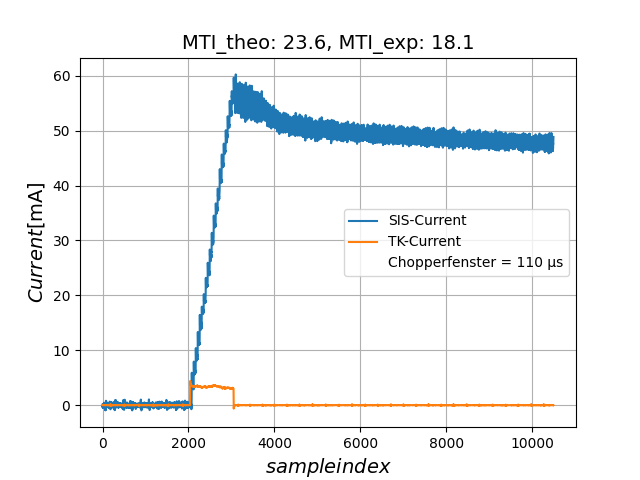 MTI_theo: 23.6, MTI_exp: 18.1
60
50
40
30
20
10
0
Current[mA]
SIS-Current
TK-Current
Chopperfenster = 110 μs
0 2000 4000 6000 8000 10000
sampleindex